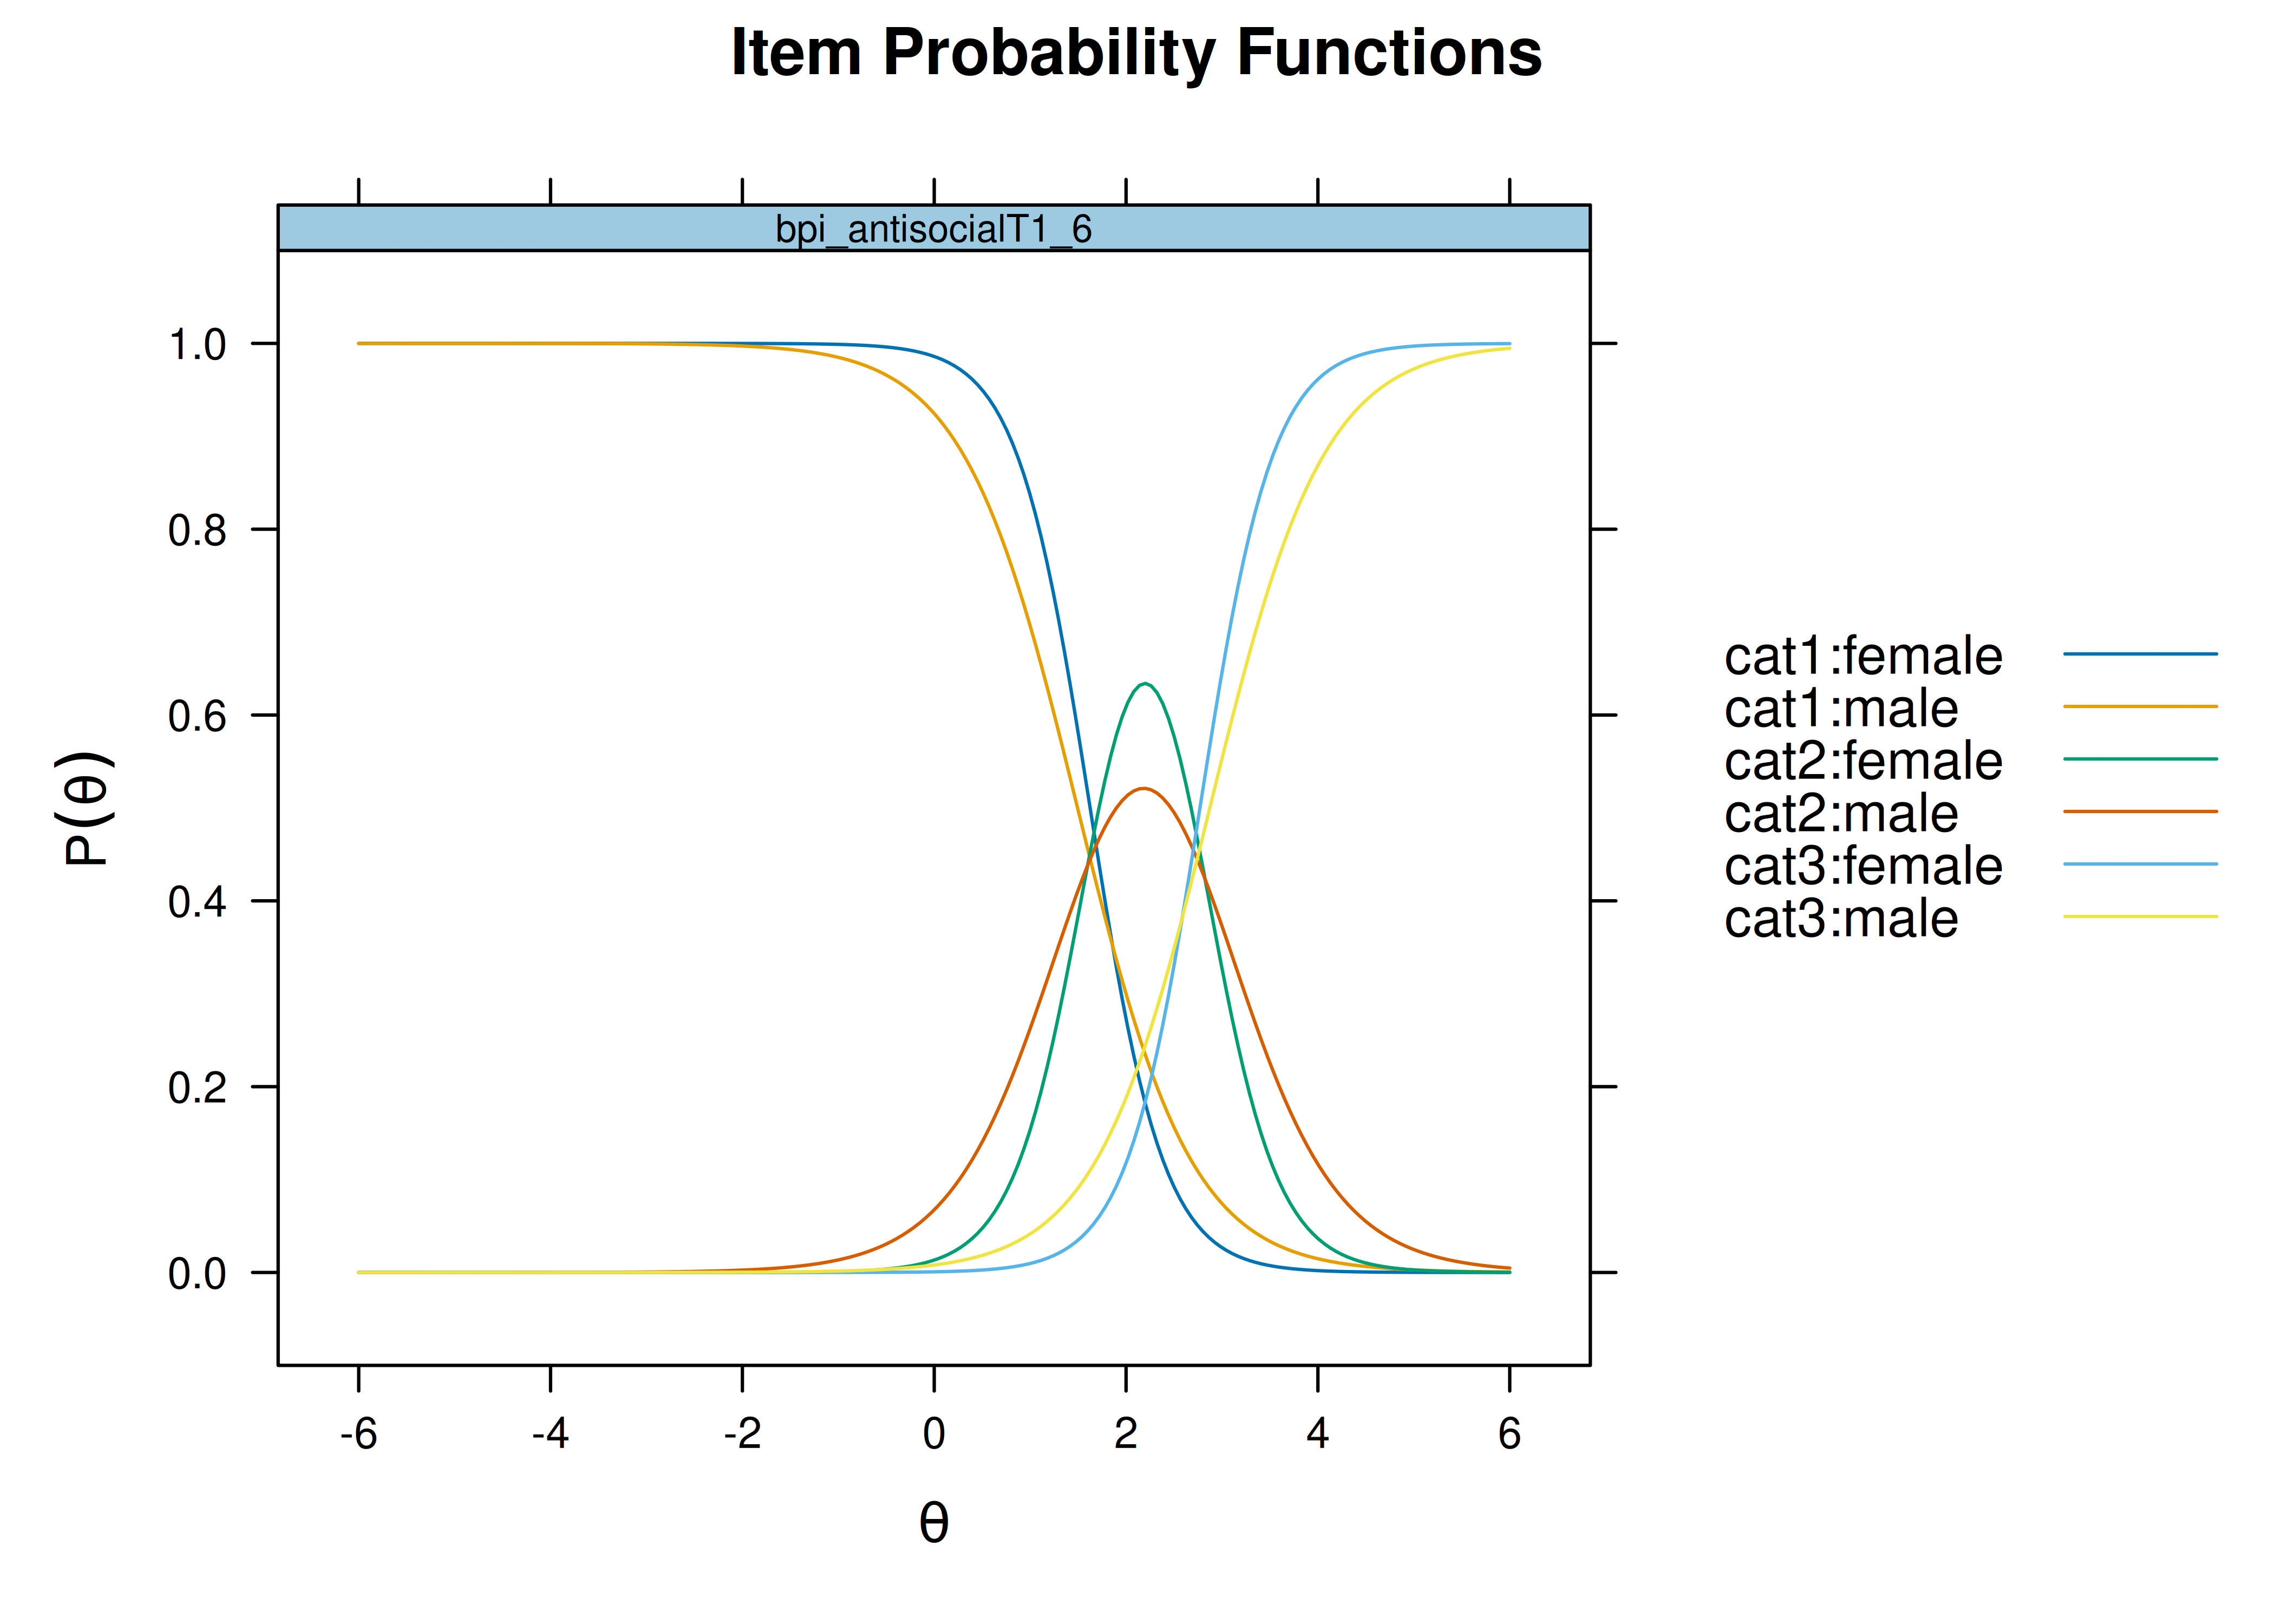 Item Probability Functions
bpi_antisocialT1_6
1.0
0.8
0.6
0.4
0.2
0.0
P(θ)
-6 -4 -2 0 2 4 6
θ
cat1:female
cat1:male
cat2:female
cat2:male
cat3:female
cat3:male